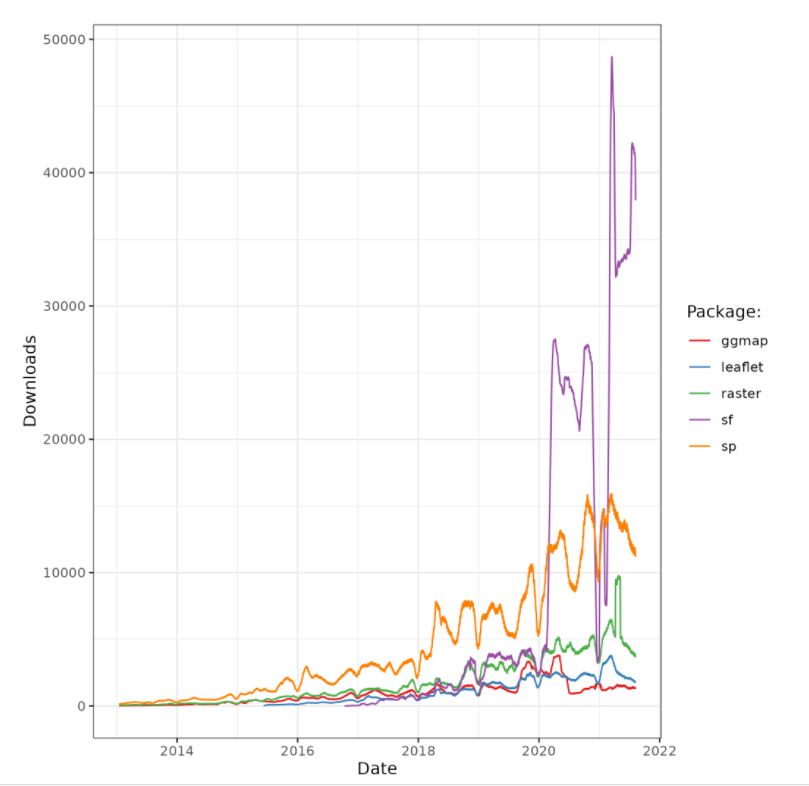 50000
40000
30000
20000
10000
0
Downloads
2014
2016
2018
2020
2022
Date
Package:
ggmap
leaflet
raster
sf
sp